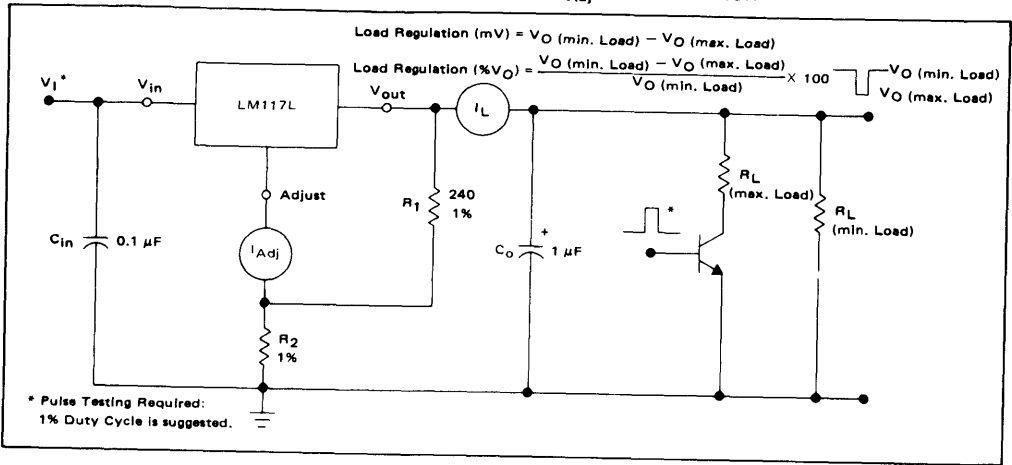 Load Regulation (mV) = VO (min. Load) − VO (max. Load)
Load Regulation (%VO) = VO (min. Load) − VO (max. Load) / VO (min. Load) X 100
VO (min. Load)
VO (max. Load)
VI*
Vin
LM117L
Vout
IL
Adjust
R1
240
1%
RL
(max. Load)
RL
(min. Load)
*
Cin
0.1 µF
IAdj
Co
+
1 µF
R2
1%
* Pulse Testing Required:
1% Duty Cycle is suggested.